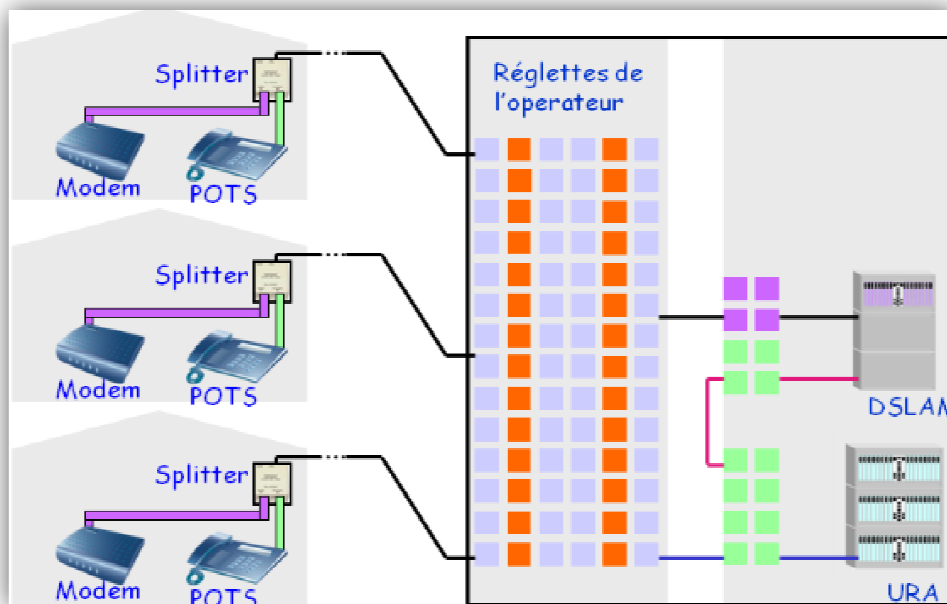 Splitter
Modem
POTS
Splitter
Modem
POTS
Splitter
Modem
POTS
Réglettes de
l'operateur
DSLAM
URA